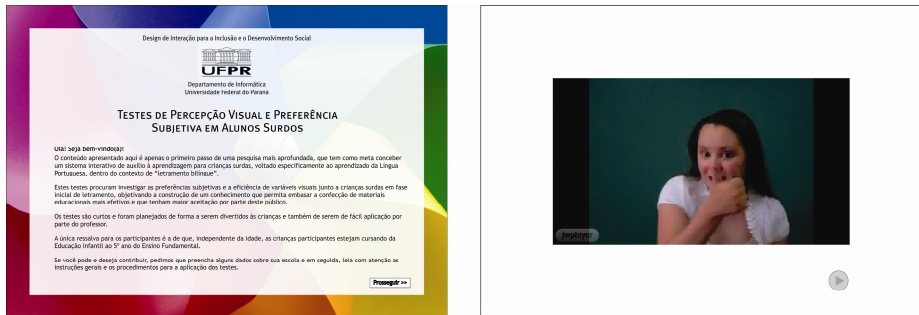 Design de Interação para a Inclusão e o Desenvolvimento Social
UFPR
Departamento de Informática
Universidade Federal do Paraná
TESTES DE PERCEPÇÃO VISUAL E PREFERÊNCIA
SUBJETIVA EM ALUNOS SURDOS
Olá! Seja bem-vindo(a)!
O conteúdo apresentado aqui é apenas o primeiro passo de uma pesquisa mais aprofundada, que tem como meta conceber
um sistema interativo de auxílio à aprendizagem para crianças surdas, voltado especificamente ao aprendizado da Língua
Portuguesa, dentro do contexto de "letramento bilíngue".
Estes testes procuram investigar as preferências subjetivas e a eficiência de variáveis visuais junto a crianças surdas em fase
inicial de letramento, objetivando a construção de um conhecimento que permita embasar a confecção de materiais
educacionais mais efetivos e que tenham maior aceitação por parte deste público.
Os testes são curtos e foram planejados de forma a serem divertidos às crianças e também de serem de fácil aplicação por
parte do professor.
A única ressalva para os participantes é a de que, independente da idade, as crianças participantes estejam cursando da
Educação Infantil ao 5º ano do Ensino Fundamental.
Se você pode e deseja contribuir, pedimos que preencha alguns dados sobre sua escola e em seguida, leia com atenção as
instruções gerais e os procedimentos para a aplicação dos testes.
Prosseguir >>
jwplayer